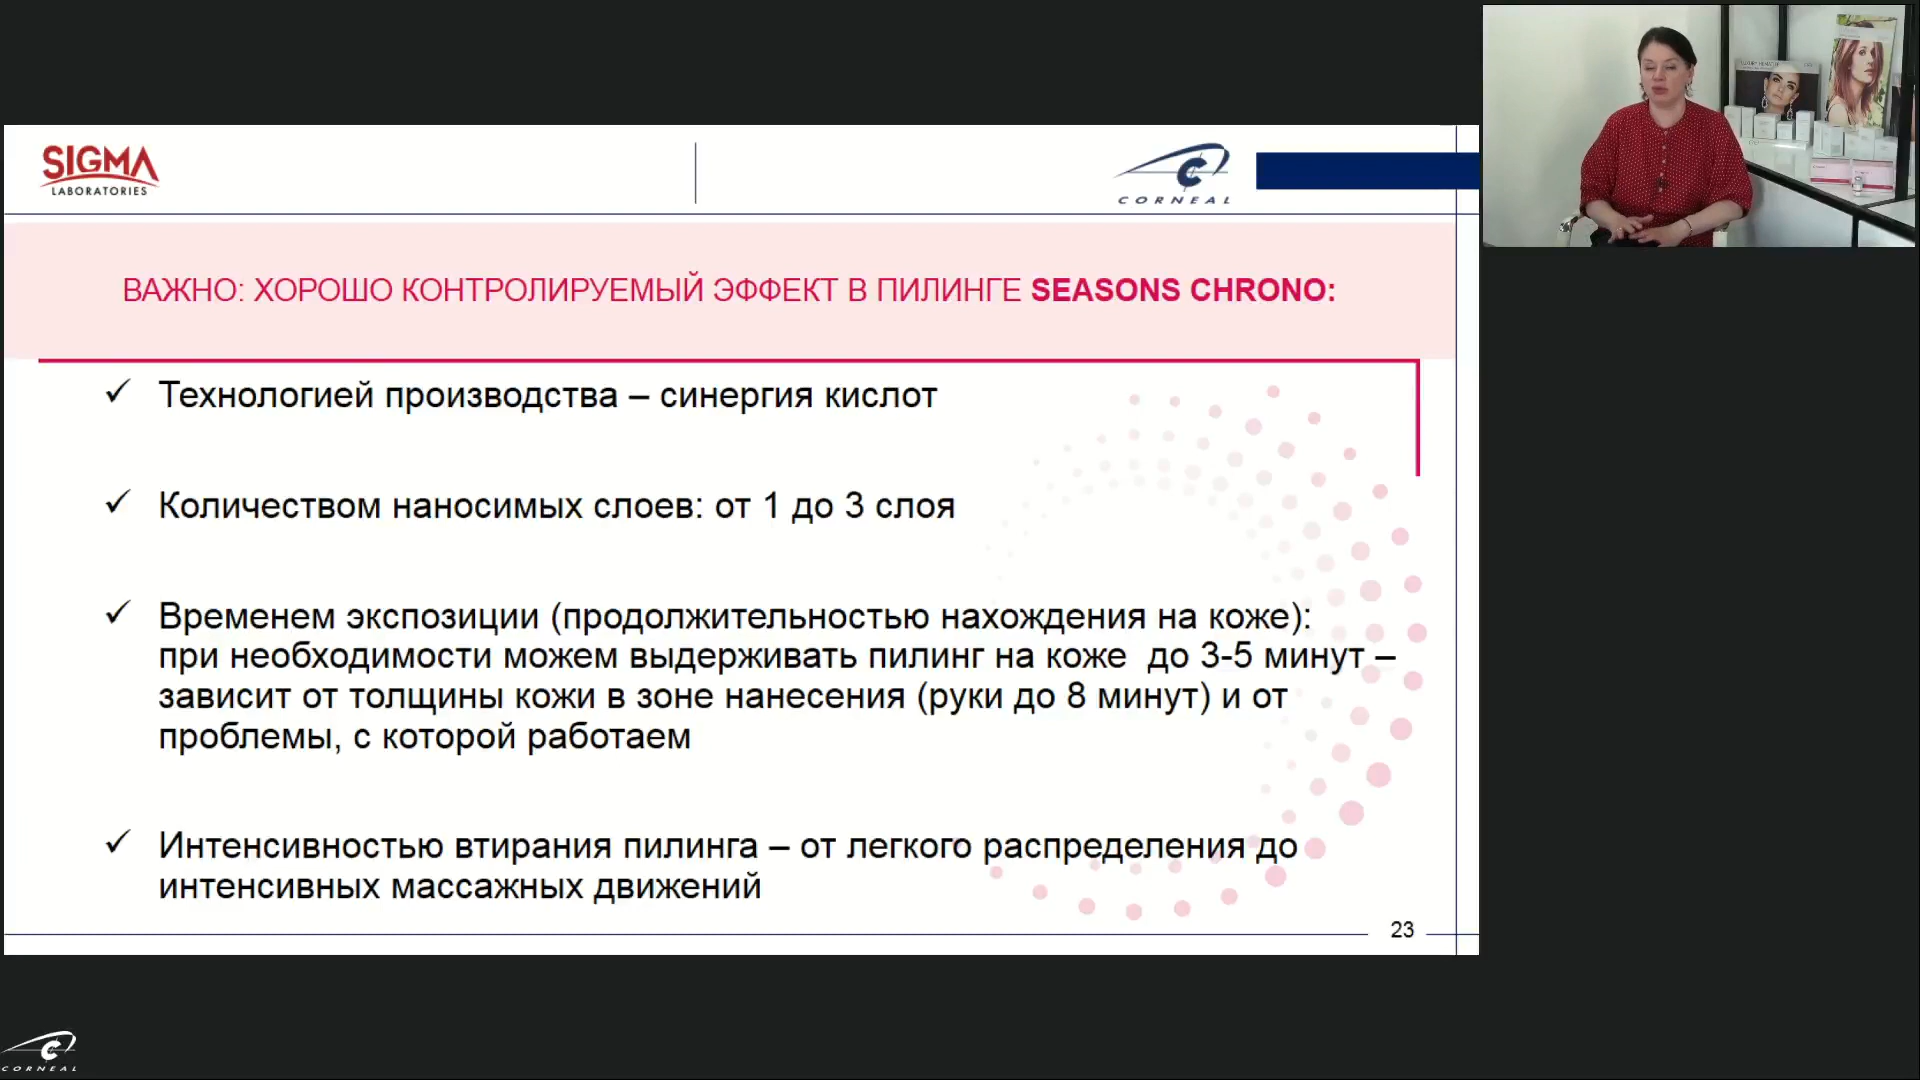 SIGMA
LABORATORIES
CORNEAL
ВАЖНО: ХОРОШО КОНТРОЛИРУЕМЫЙ ЭФФЕКТ В ПИЛИНГЕ SEASONS CHRONO:
✓ Технологией производства – синергия кислот
✓ Количеством наносимых слоев: от 1 до 3 слоя
✓ Временем экспозиции (продолжительностью нахождения на коже):
при необходимости можем выдерживать пилинг на коже до 3-5 минут –
зависит от толщины кожи в зоне нанесения (руки до 8 минут) и от
проблемы, с которой работаем
✓ Интенсивностью втирания пилинга – от легкого распределения до
интенсивных массажных движений
23
CORNEAL